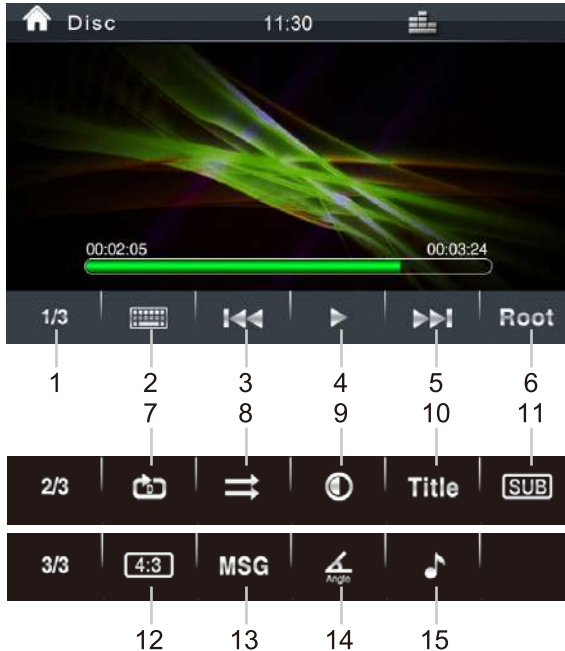 Disc 11:30
00:02:05 00:03:24
1/3 Root
1 2 3 4 5 6
7 8 9 10 11
2/3 D Title SUB
3/3 4:3 MSG Angle
12 13 14 15